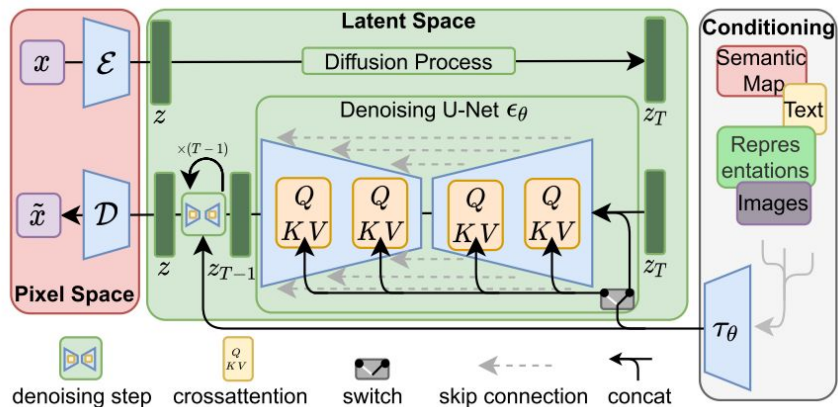 Latent Space
Conditioning
x
ℰ
Diffusion Process
Semantic
Map
Text
z
Denoising U-Net ϵ_θ
z_T
Repres
entations
Images
×(T−1)
x̃
𝒟
Q
KV
Q
KV
Q
KV
Q
KV
z
z_{T−1}
z_T
Pixel Space
τ_θ
Q
KV
denoising step
crossattention
switch
skip connection
concat